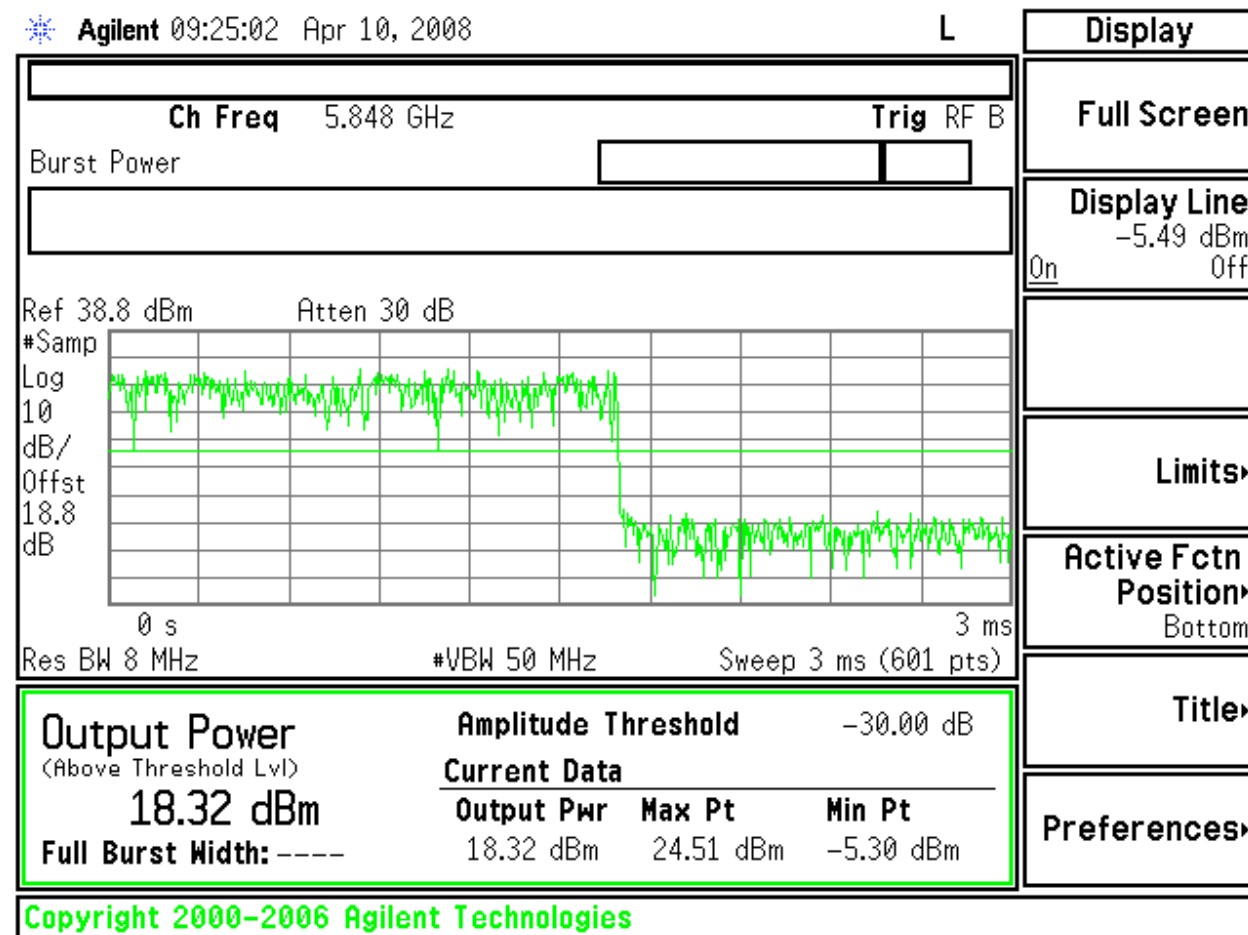 Agilent 09:25:02 Apr 10, 2008 L
Ch Freq 5.848 GHz Trig RF B
Burst Power
Ref 38.8 dBm Atten 30 dB
#Samp
Log
10
dB/
Offst
18.8
dB
0 s 3 ms
Res BW 8 MHz #VBW 50 MHz Sweep 3 ms (601 pts)
Output Power
(Above Threshold Lvl)
18.32 dBm
Full Burst Width: ----
Amplitude Threshold -30.00 dB
Current Data
Output Pwr Max Pt Min Pt
18.32 dBm 24.51 dBm -5.30 dBm
Copyright 2000-2006 Agilent Technologies
Display
Full Screen
Display Line
-5.49 dBm
On Off
Limits
Active Fctn
Position
Bottom
Title
Preferences